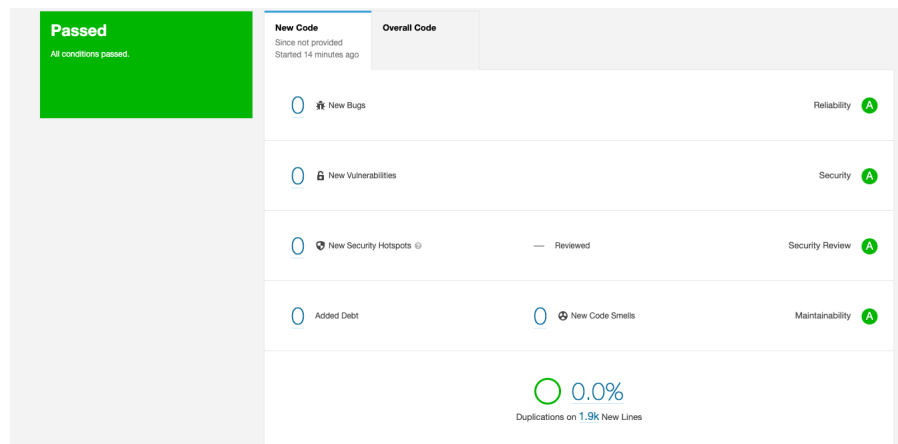 Passed
All conditions passed.
New Code
Since not provided
Started 14 minutes ago
Overall Code
0 New Bugs
Reliability A
0 New Vulnerabilities
Security A
0 New Security Hotspots ?
— Reviewed
Security Review A
0 Added Debt
0 New Code Smells
Maintainability A
0.0%
Duplications on 1.9k New Lines